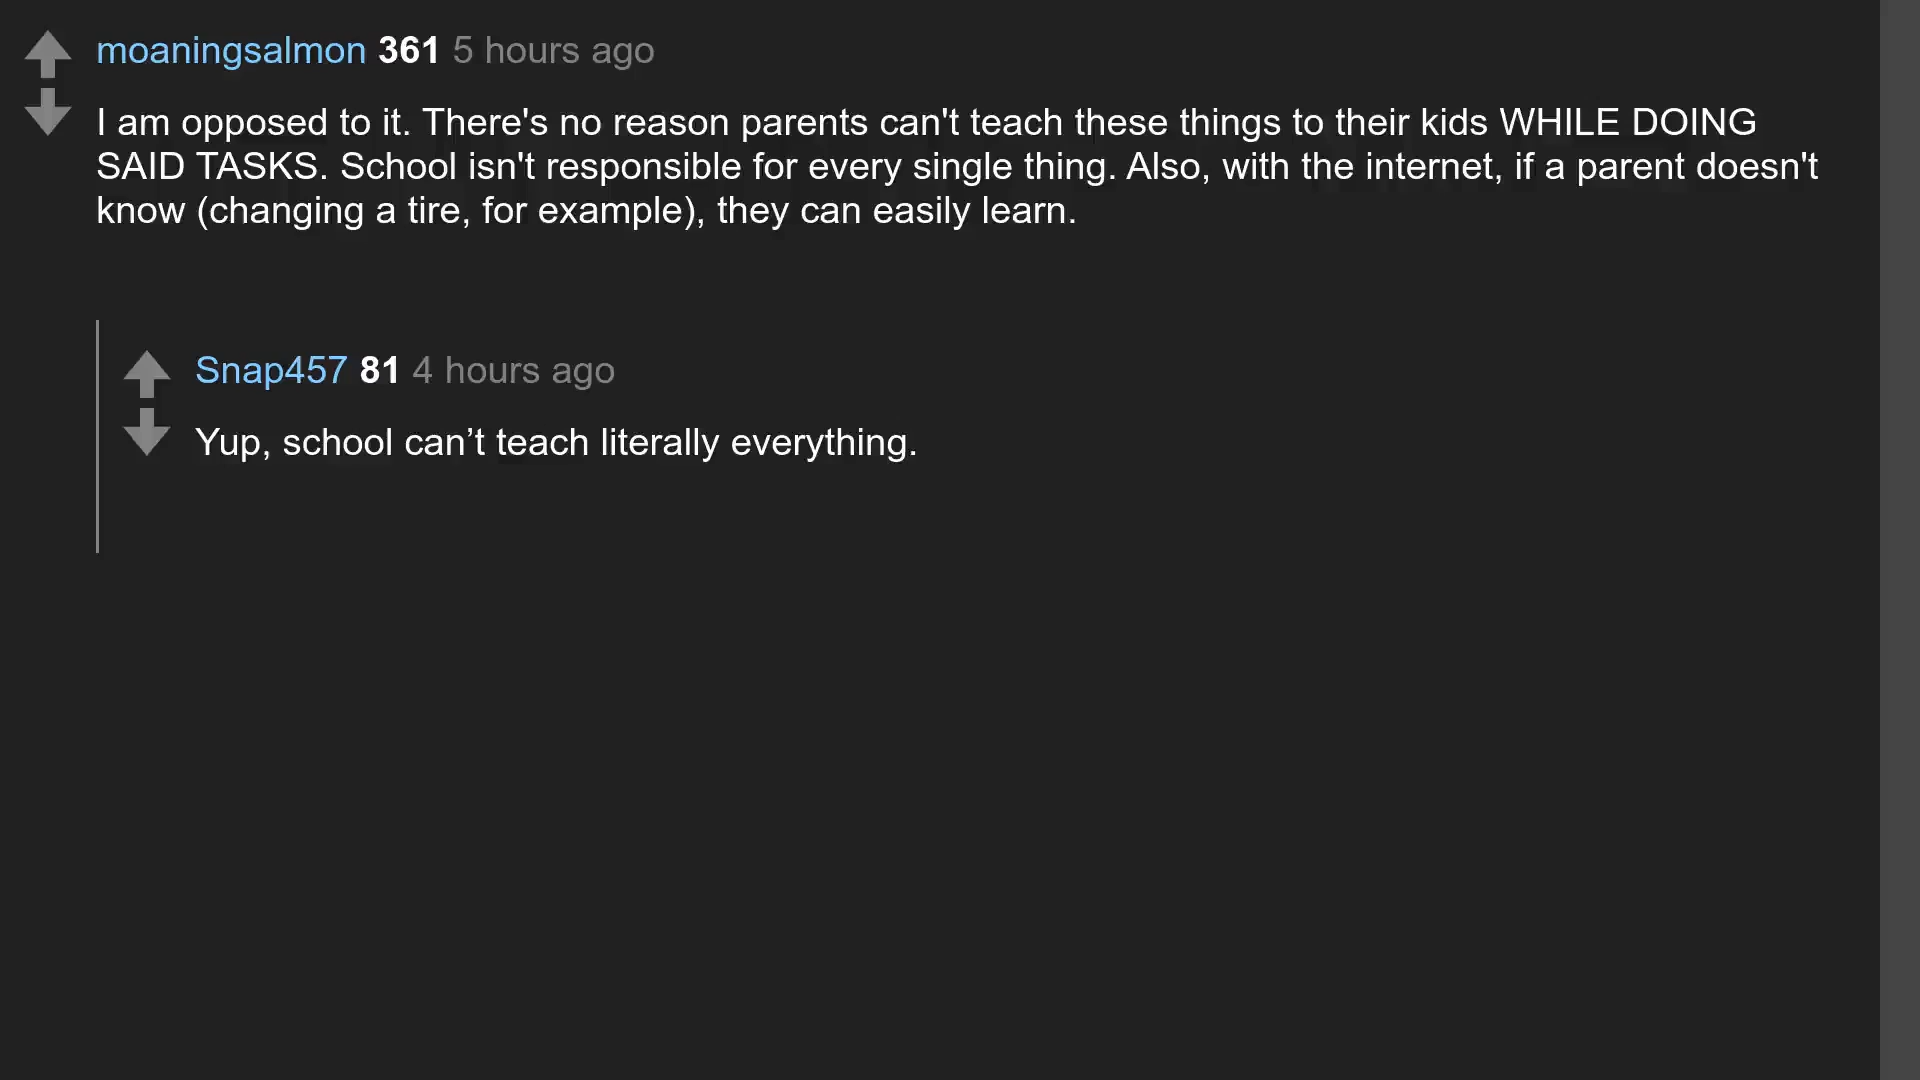 moaningsalmon 361 5 hours ago
I am opposed to it. There's no reason parents can't teach these things to their kids WHILE DOING
SAID TASKS. School isn't responsible for every single thing. Also, with the internet, if a parent doesn't
know (changing a tire, for example), they can easily learn.
Snap457 81 4 hours ago
Yup, school can’t teach literally everything.